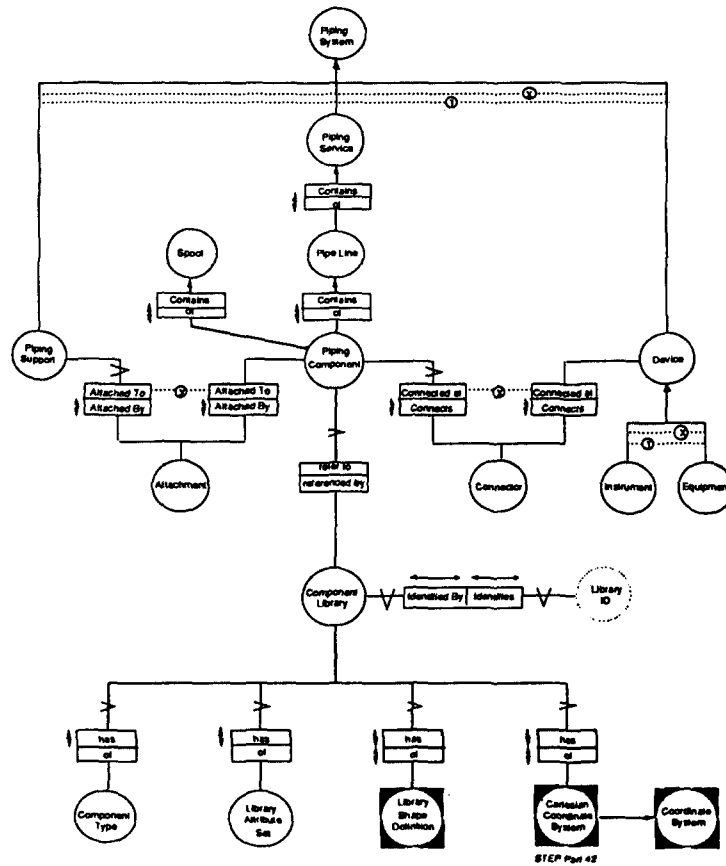 Piping
System
X
T
Piping
Service
Contains
of
Spool
Pipe Line
Contains
of
Contains
of
Piping
Support
Piping
Component
Device
Attached To
Attached By
X
Attached To
Attached By
Connected at
Connects
X
Connected at
Connects
X
T
Attachment
refer to
referenced by
Connector
Instrument
Equipment
Component
Library
Identified By
Identifies
Library
ID
has
of
has
of
has
of
has
of
Component
Type
Library
Attribute
Set
Library
Shape
Definition
Cartesian
Coordinate
System
Coordinate
System
STEP Part 42